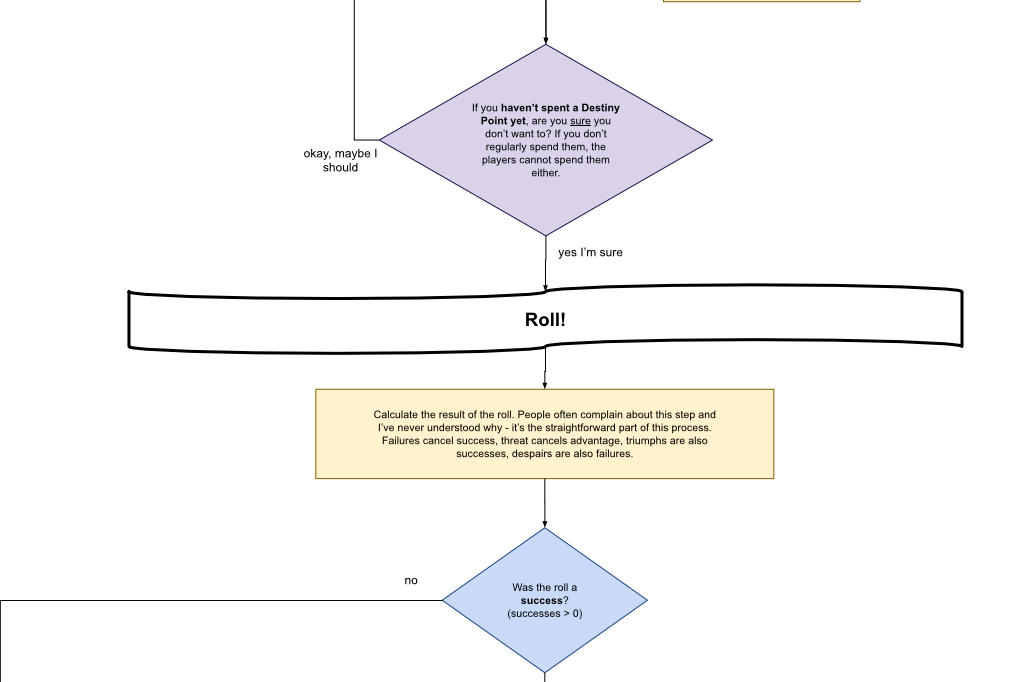 If you haven't spent a Destiny
Point yet, are you sure you
don't want to? If you don't
regularly spend them, the
players cannot spend them
either.
okay, maybe I
should
yes I'm sure
Roll!
Calculate the result of the roll. People often complain about this step and
I've never understood why - it's the straightforward part of this process.
Failures cancel success, threat cancels advantage, triumphs are also
successes, despairs are also failures.
no
Was the roll a
success?
(successes > 0)